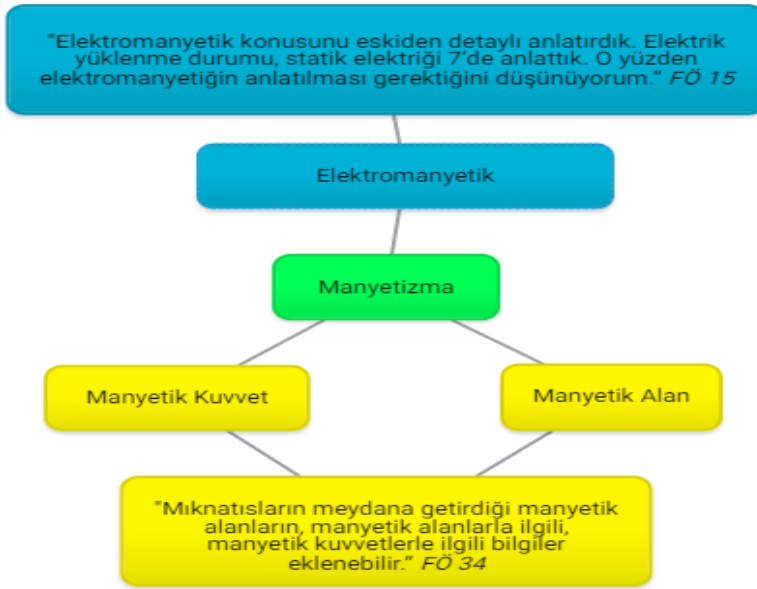 "Elektromanyetik konusunu eskiden detaylı anlatırdık. Elektrik
yüklenme durumu, statik elektriği 7'de anlattık. O yüzden
elektromanyetiğin anlatılması gerektiğini düşünüyorum." FÖ 15
Elektromanyetik
Manyetizma
Manyetik Kuvvet
Manyetik Alan
"Mıknatısların meydana getirdiği manyetik
alanların, manyetik alanlarla ilgili,
manyetik kuvvetlerle ilgili bilgiler
eklenebilir." FÖ 34